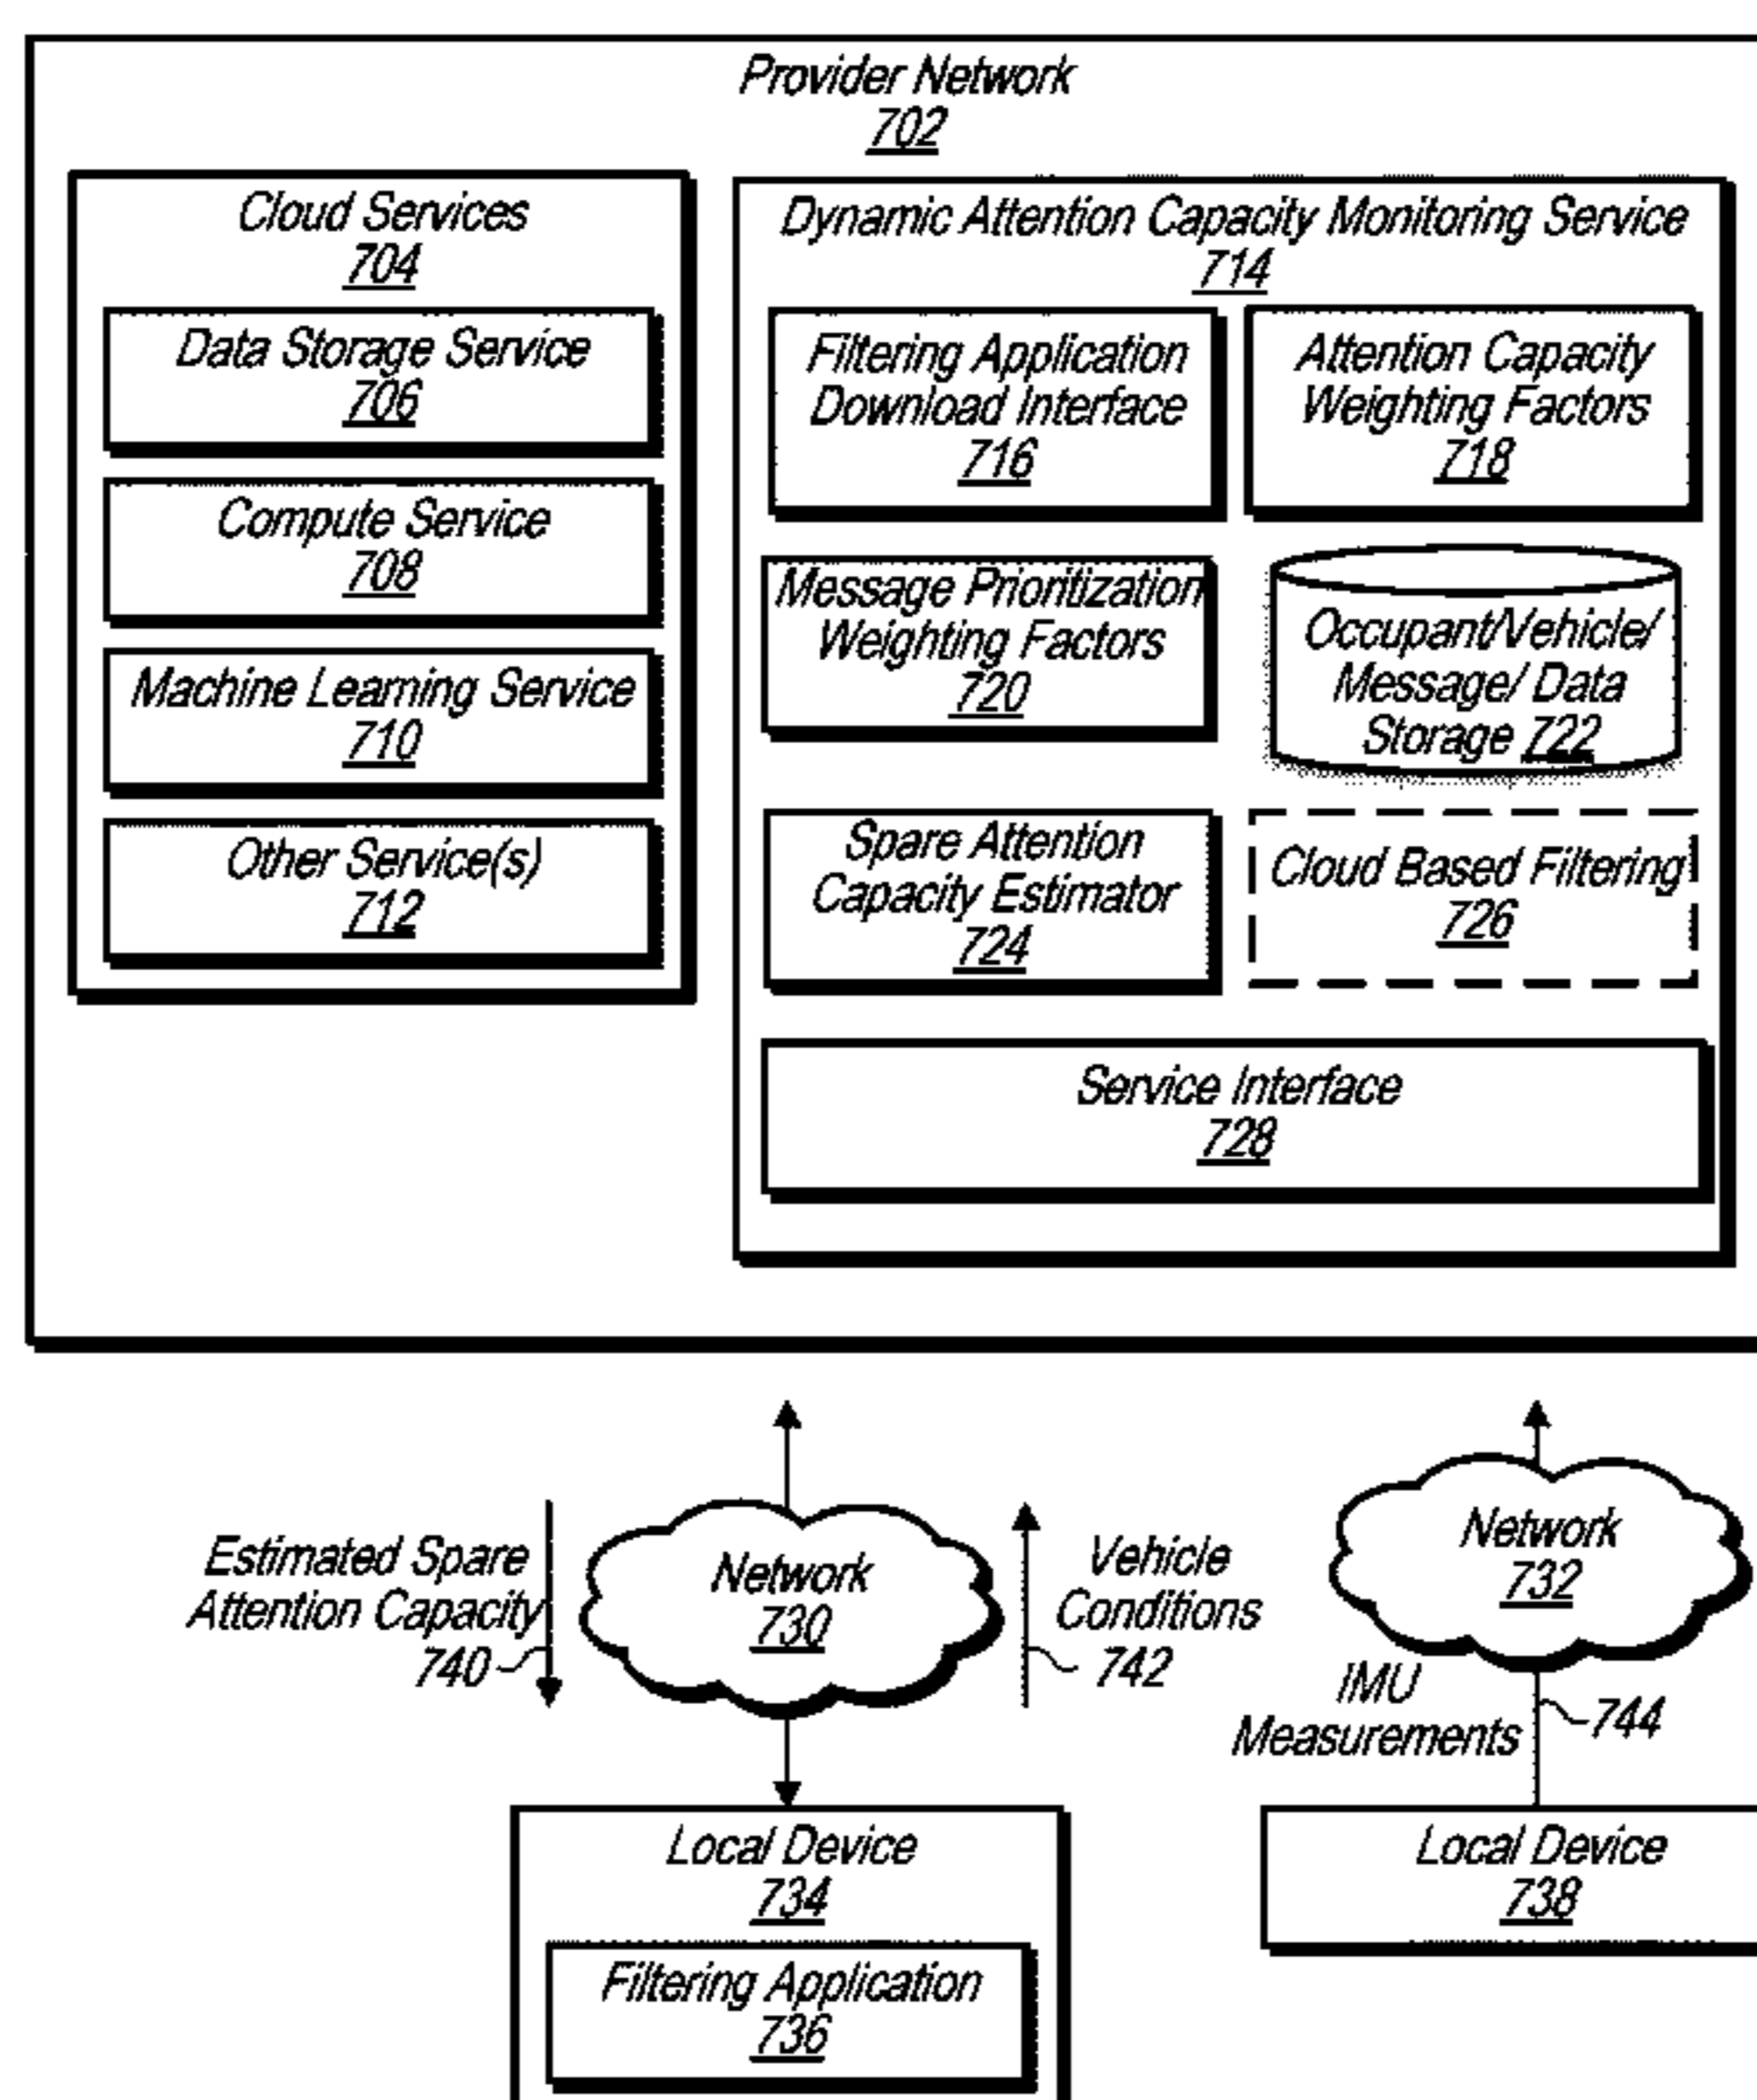 Provider Network
702
Cloud Services
704
Data Storage Service
706
Compute Service
708
Machine Learning Service
710
Other Service(s)
712
Dynamic Attention Capacity Monitoring Service
714
Filtering Application
Download Interface
716
Attention Capacity
Weighting Factors
718
Message Prioritization
Weighting Factors
720
Occupant/Vehicle/
Message/ Data
Storage 722
Spare Attention
Capacity Estimator
724
Cloud Based Filtering
726
Service Interface
728
Estimated Spare
Attention Capacity
740
Network
730
Vehicle
Conditions
742
Network
732
IMU
Measurements
744
Local Device
734
Filtering Application
736
Local Device
738